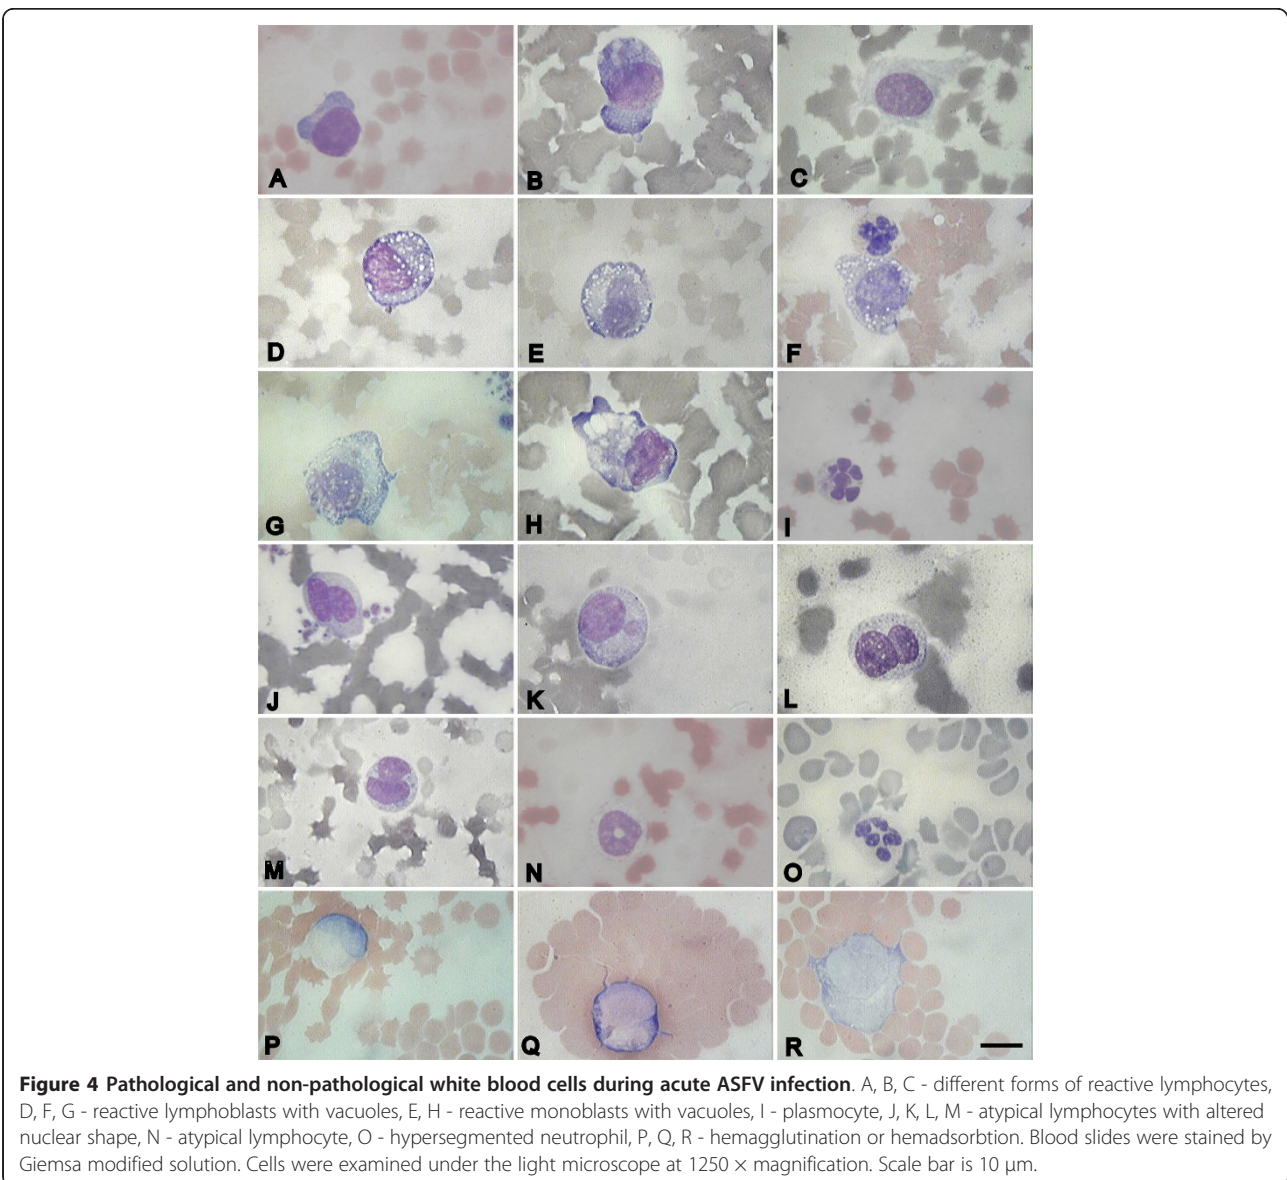 A
B
C
D
E
F
G
H
I
J
K
L
M
N
O
P
Q
R
Figure 4 Pathological and non-pathological white blood cells during acute ASFV infection. A, B, C - different forms of reactive lymphocytes,
D, F, G - reactive lymphoblasts with vacuoles, E, H - reactive monoblasts with vacuoles, I - plasmocyte, J, K, L, M - atypical lymphocytes with altered
nuclear shape, N - atypical lymphocyte, O - hypersegmented neutrophil, P, Q, R - hemagglutination or hemadsorbtion. Blood slides were stained by
Giemsa modified solution. Cells were examined under the light microscope at 1250 × magnification. Scale bar is 10 μm.